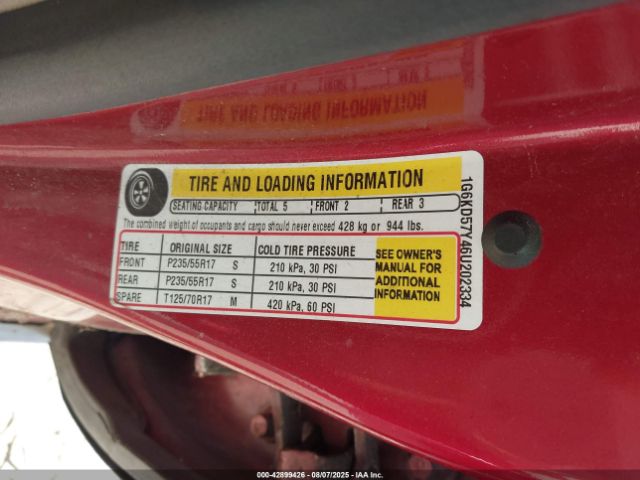 TIRE AND LOADING INFORMATION
SEATING CAPACITY TOTAL 5 FRONT 2 REAR 3
The combined weight of occupants and cargo should never exceed 428 kg or 944 lbs.
TIRE ORIGINAL SIZE COLD TIRE PRESSURE
FRONT P235/55R17 S 210 kPa, 30 PSI
REAR P235/55R17 S 210 kPa, 30 PSI
SPARE T125/70R17 M 420 kPa, 60 PSI
SEE OWNER'S
MANUAL FOR
ADDITIONAL
INFORMATION
1G6KD57Y46U202334
000-42899426 - 08/07/2025 - IAAI.COM